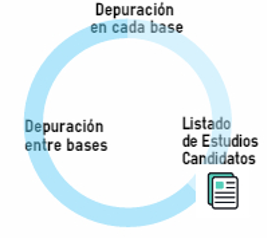 Depuración
en cada base
Depuración
entre bases
Listado
de Estudios
Candidatos